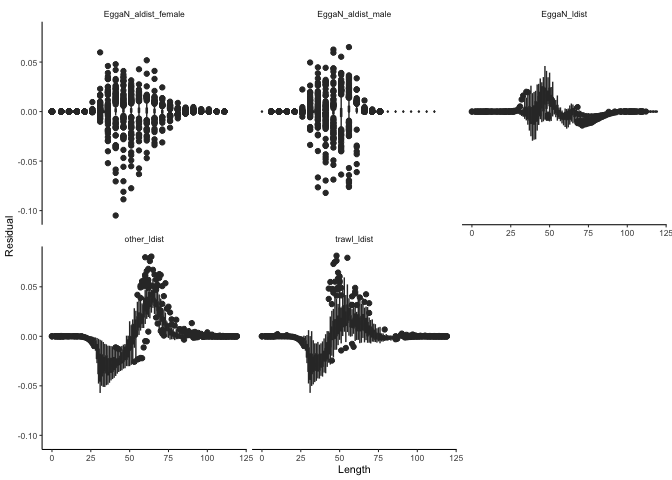 EggaN_aldist_female
EggaN_aldist_male
EggaN_ldist
0.05
0.00
-0.05
-0.10
0 25 50 75 100 125
other_ldist
trawl_ldist
0.05
0.00
-0.05
-0.10
0 25 50 75 100 125
0 25 50 75 100 125
Residual
Length